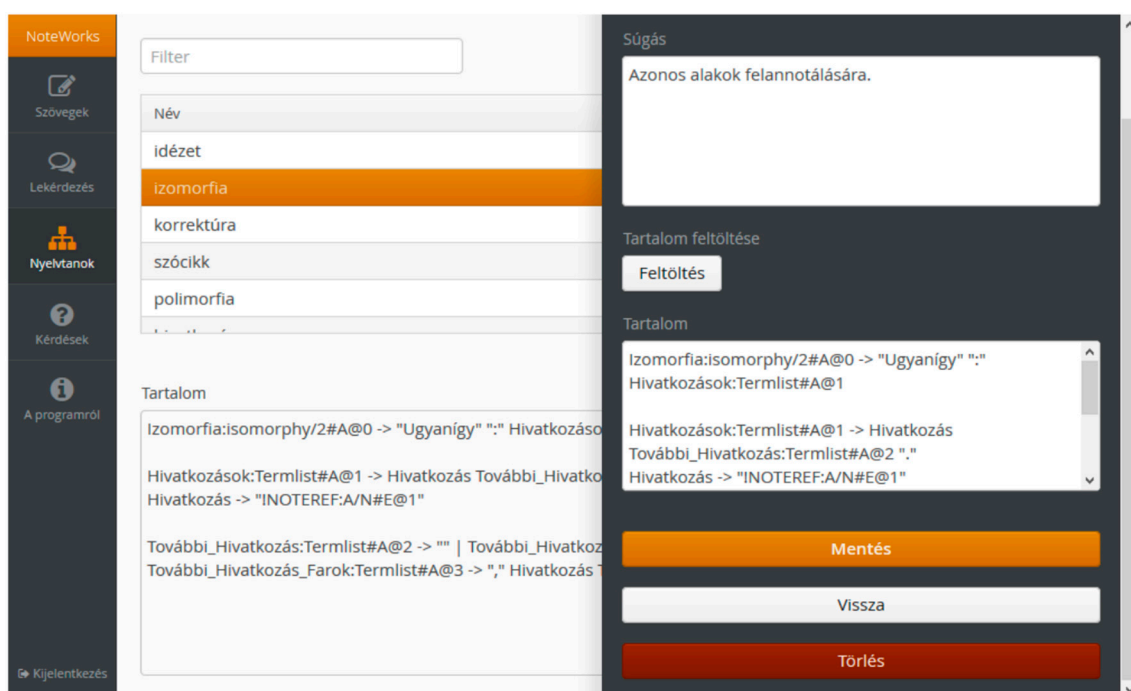 NoteWorks
Szövegek
Lekérdezés
Nyelvtanok
Kérdések
A programról
Kijelentkezés
Filter
Név
idézet
izomorfia
korrektúra
szócikk
polimorfia
Tartalom
Izomorfia:isomorphy/2#A@0 -> "Ugyanígy" ":" Hivatkozáso
Hivatkozások:Termlist#A@1 -> Hivatkozás További_Hivatko
Hivatkozás -> "INOTEREF:A/N#E@1"
További_Hivatkozás:Termlist#A@2 -> "" | További_Hivatkoz
További_Hivatkozás_Farok:Termlist#A@3 -> "," Hivatkozás T
Súgás
Azonos alakok felannotálására.
Tartalom feltöltése
Feltöltés
Tartalom
Izomorfia:isomorphy/2#A@0 -> "Ugyanígy" ":"
Hivatkozások:Termlist#A@1
Hivatkozások:Termlist#A@1 -> Hivatkozás
További_Hivatkozás:Termlist#A@2 "."
Hivatkozás -> "INOTEREF:A/N#E@1"
Mentés
Vissza
Törlés